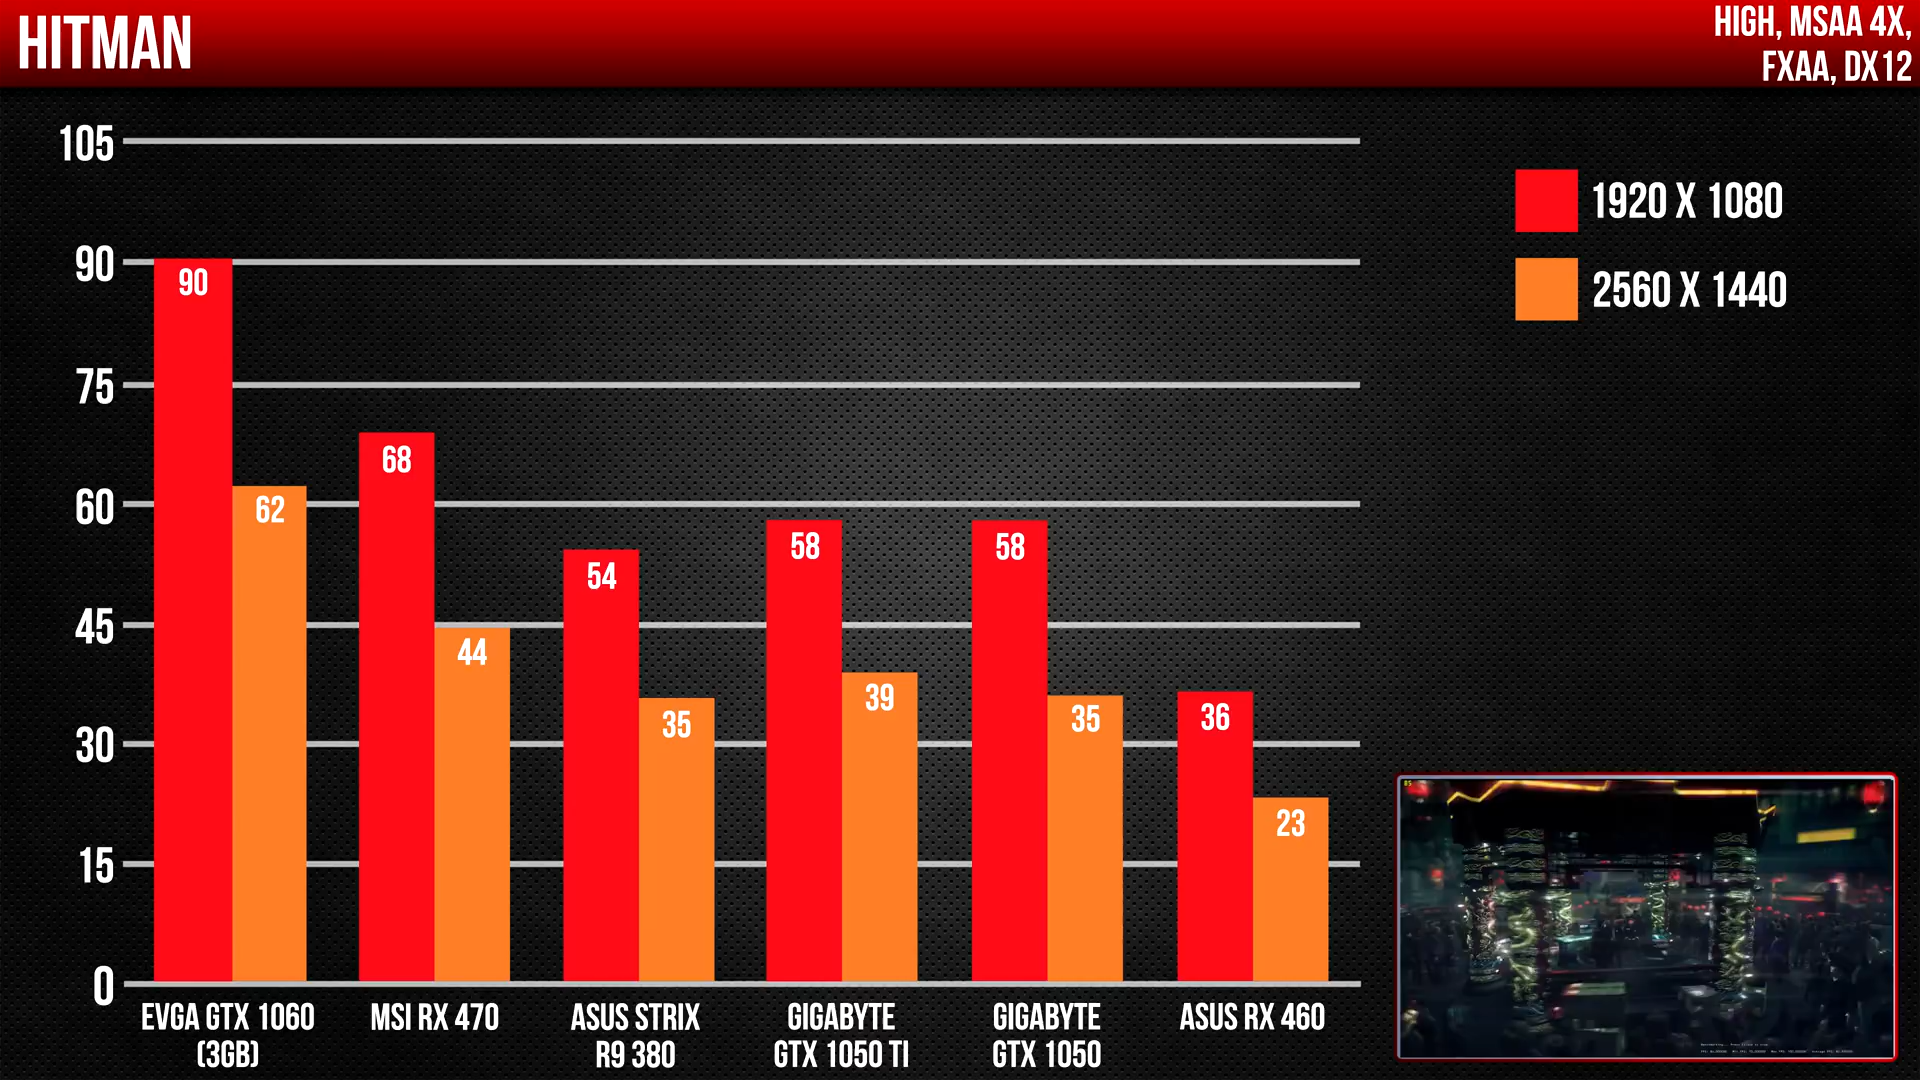 HITMAN
HIGH, MSAA 4X,
FXAA, DX12
105
90
75
60
45
30
15
0
90
62
68
44
54
35
58
39
58
35
36
23
EVGA GTX 1060
(3GB)
MSI RX 470
ASUS STRIX
R9 380
GIGABYTE
GTX 1050 TI
GIGABYTE
GTX 1050
ASUS RX 460
1920 X 1080
2560 X 1440